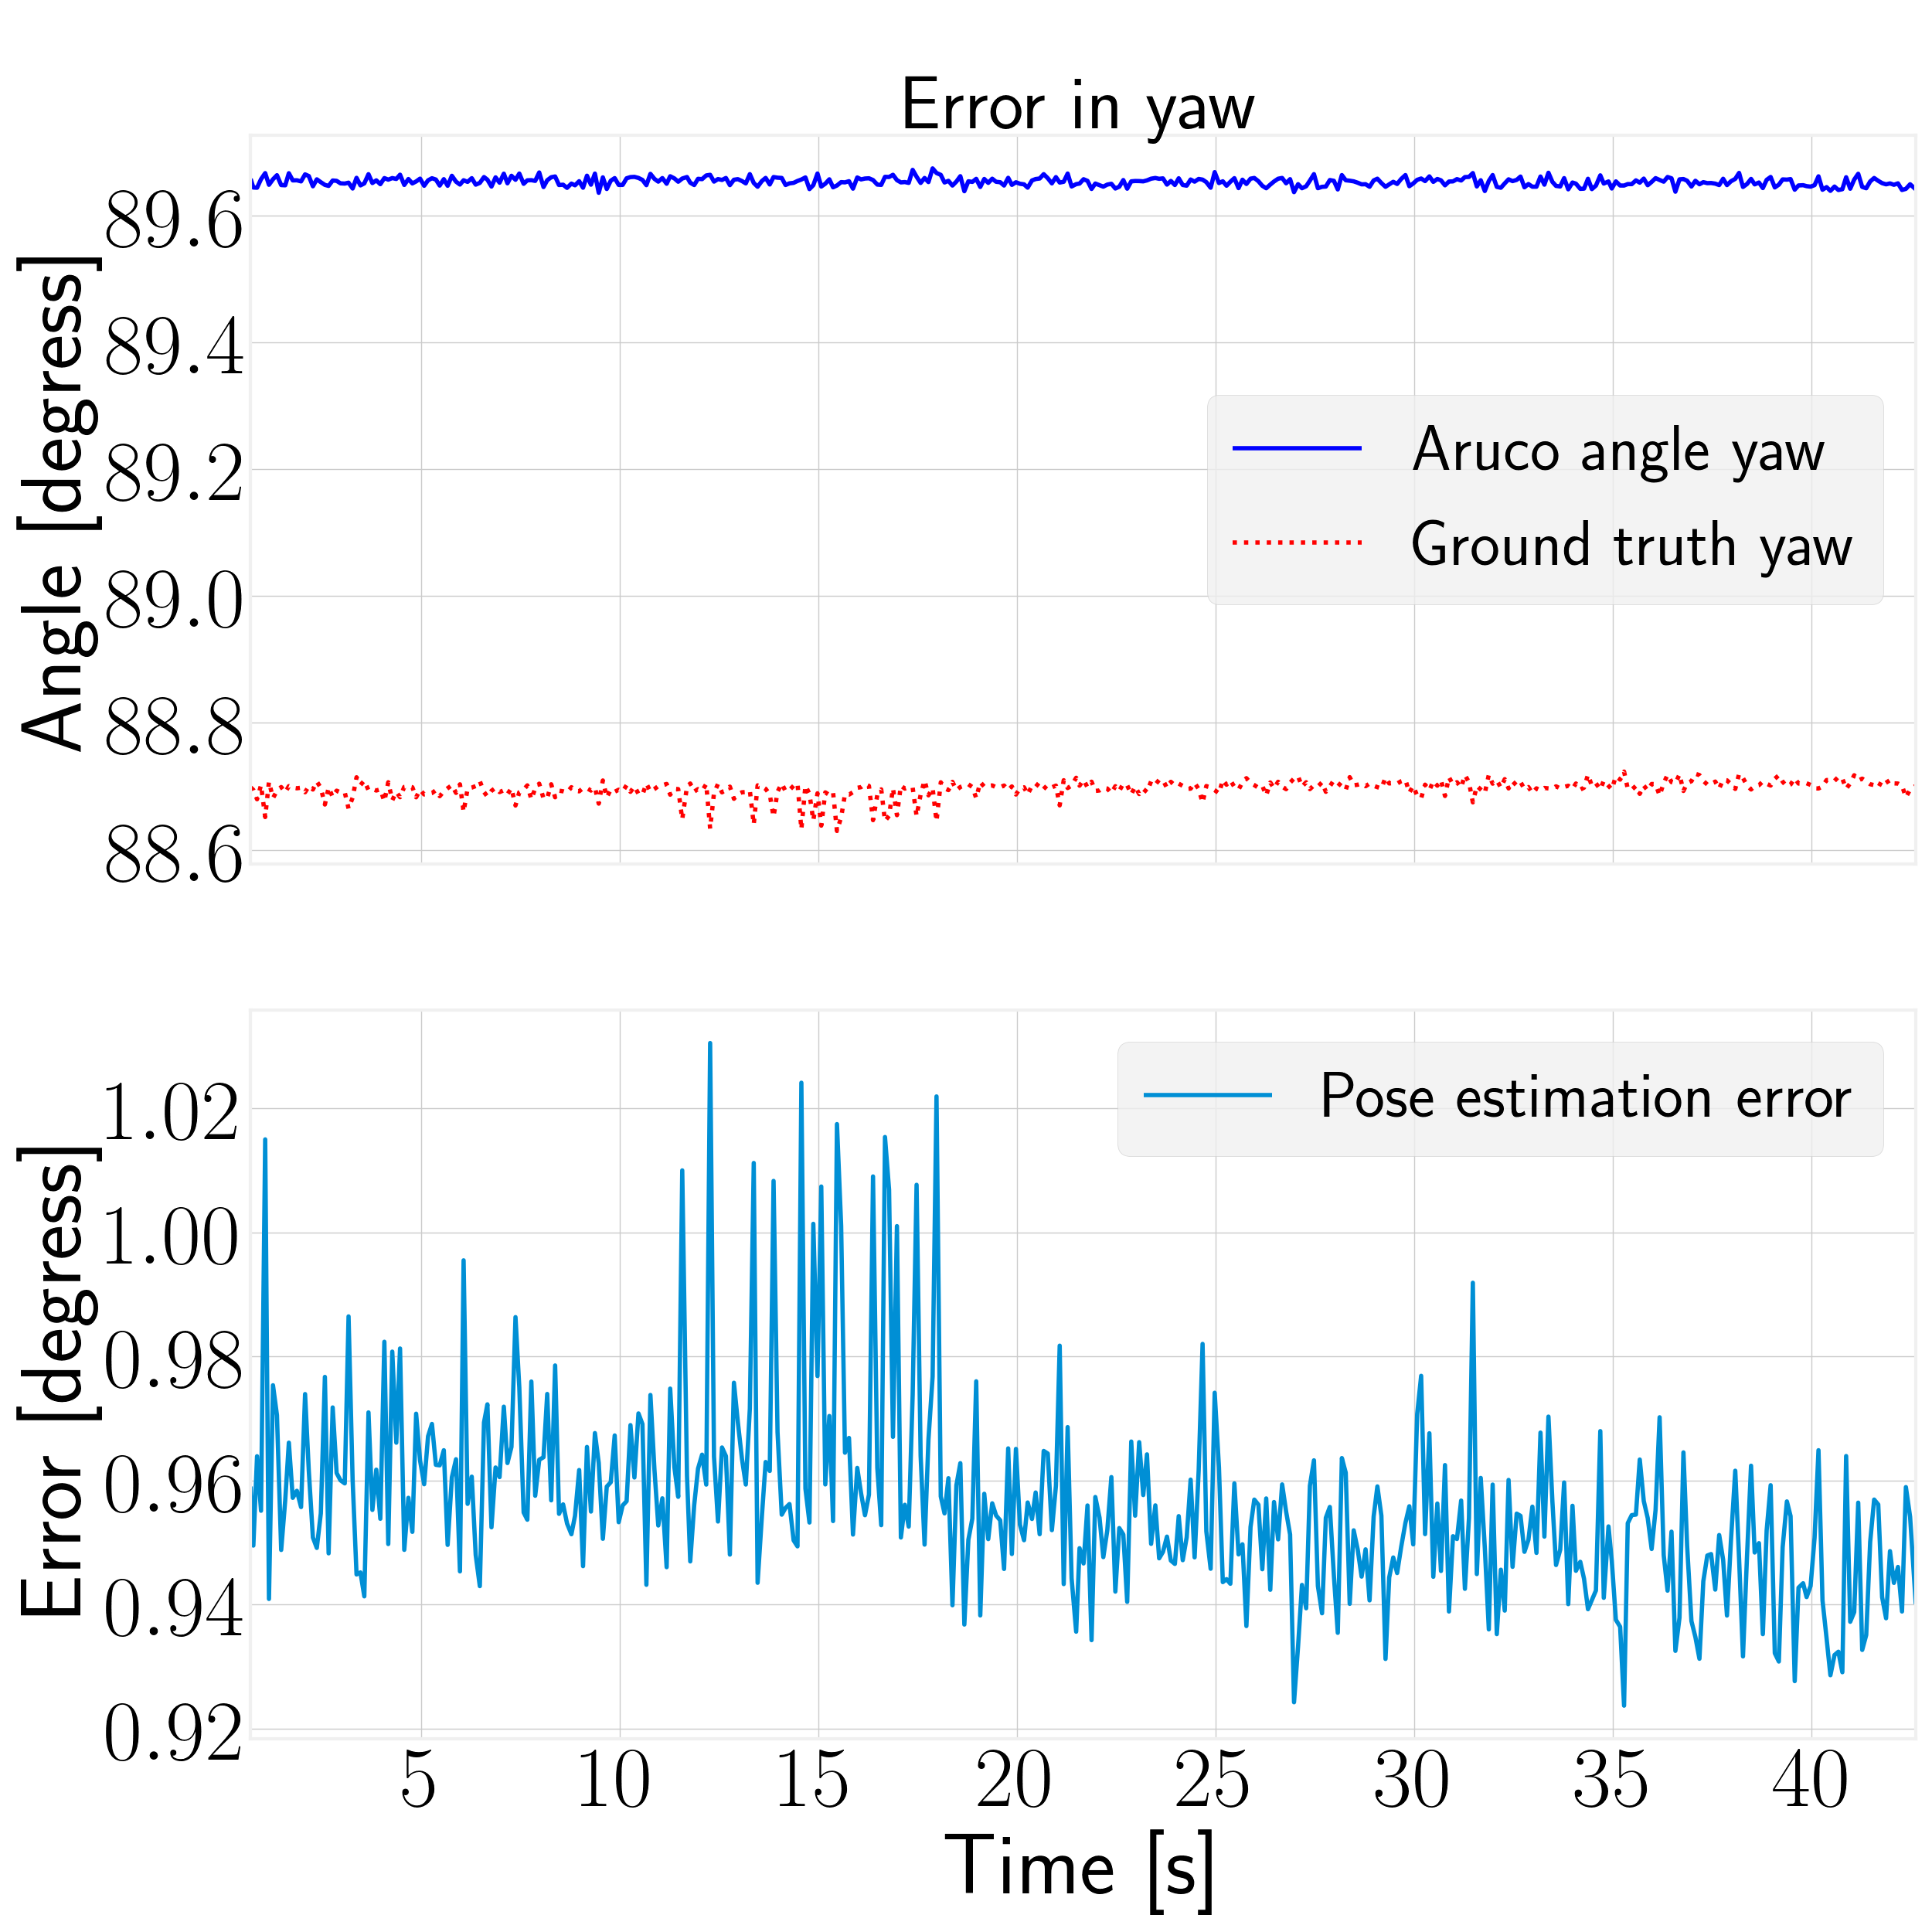 Error in yaw
Angle [degress]
89.6
89.4
89.2
89.0
88.8
88.6
Aruco angle yaw
Ground truth yaw
Error [degress]
1.02
1.00
0.98
0.96
0.94
0.92
Pose estimation error
5 10 15 20 25 30 35 40
Time [s]